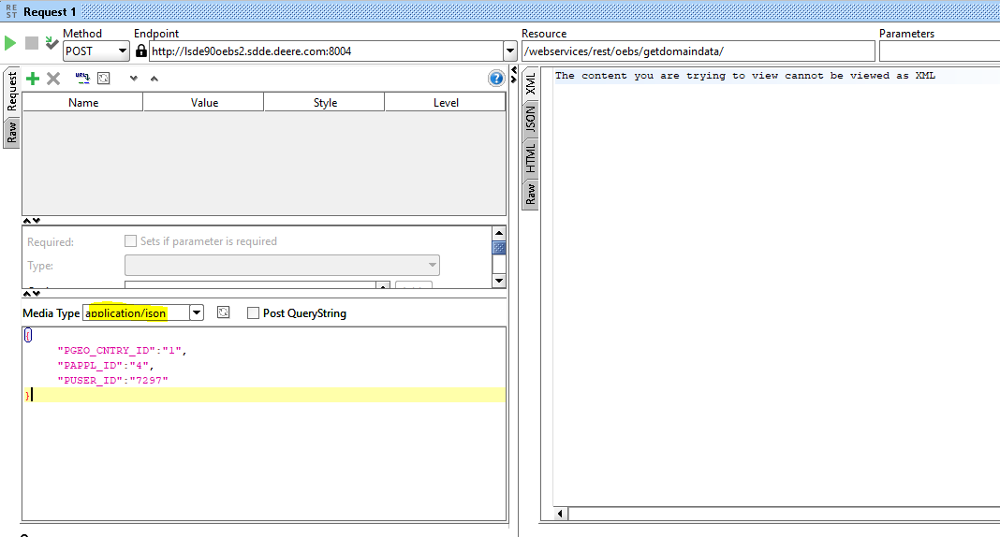 RE
ST
Request 1
Method
Endpoint
Resource
Parameters
POST
http://lsde90oebs2.sdde.deere.com:8004
/webservices/rest/oebs/getdomaindata/
Request
Raw
URL
?
Name Value Style Level
Required:
Sets if parameter is required
Type:
Media Type
application/json
Post QueryString
{
"PGEO_CNTRY_ID":"1",
"PAPPL_ID":"4",
"PUSER_ID":"7297"
}
XML
JSON
HTML
Raw
The content you are trying to view cannot be viewed as XML